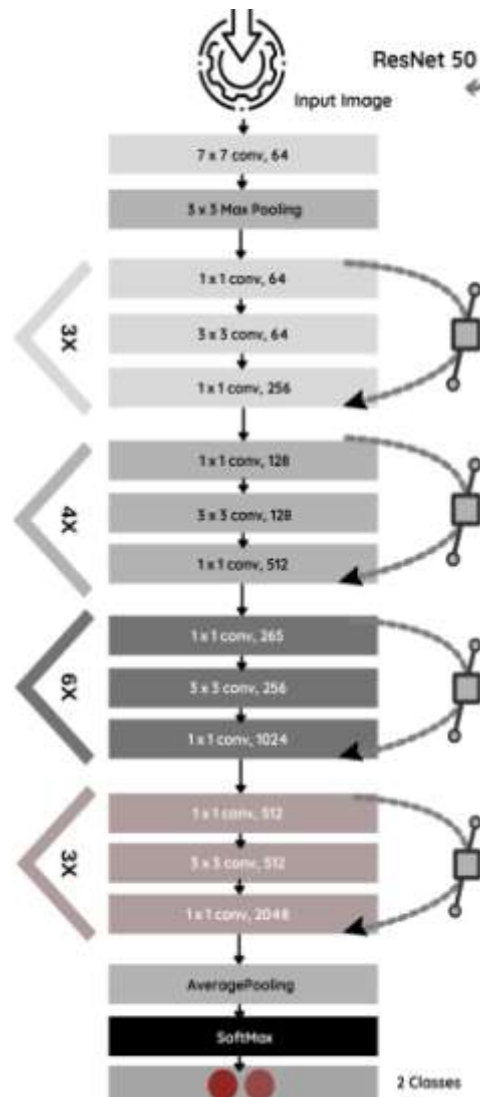 ResNet 50
Input Image
7 x 7 conv, 64
3 x 3 Max Pooling
1 x 1 conv, 64
3 x 3 conv, 64
1 x 1 conv, 256
3X
1 x 1 conv, 128
3 x 3 conv, 128
1 x 1 conv, 512
4X
1 x 1 conv, 265
3 x 3 conv, 256
1 x 1 conv, 1024
6X
1 x 1 conv, 512
3 x 3 conv, 512
1 x 1 conv, 2048
3X
AveragePooling
SoftMax
2 Classes